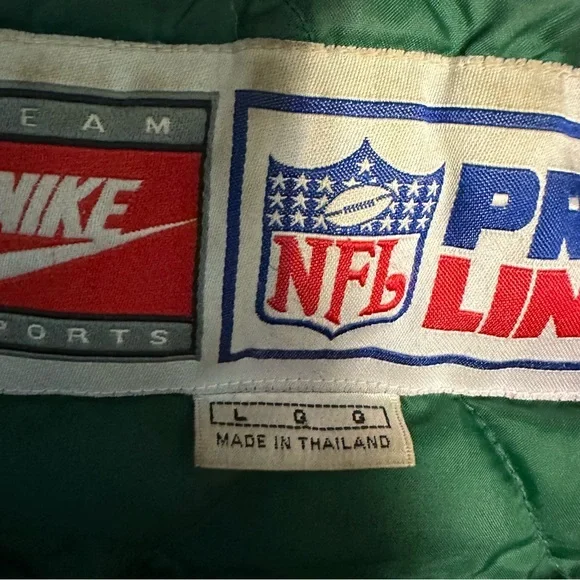 EAM
NIKE
PORTS
NFL
PR
LIN
L G G
MADE IN THAILAND